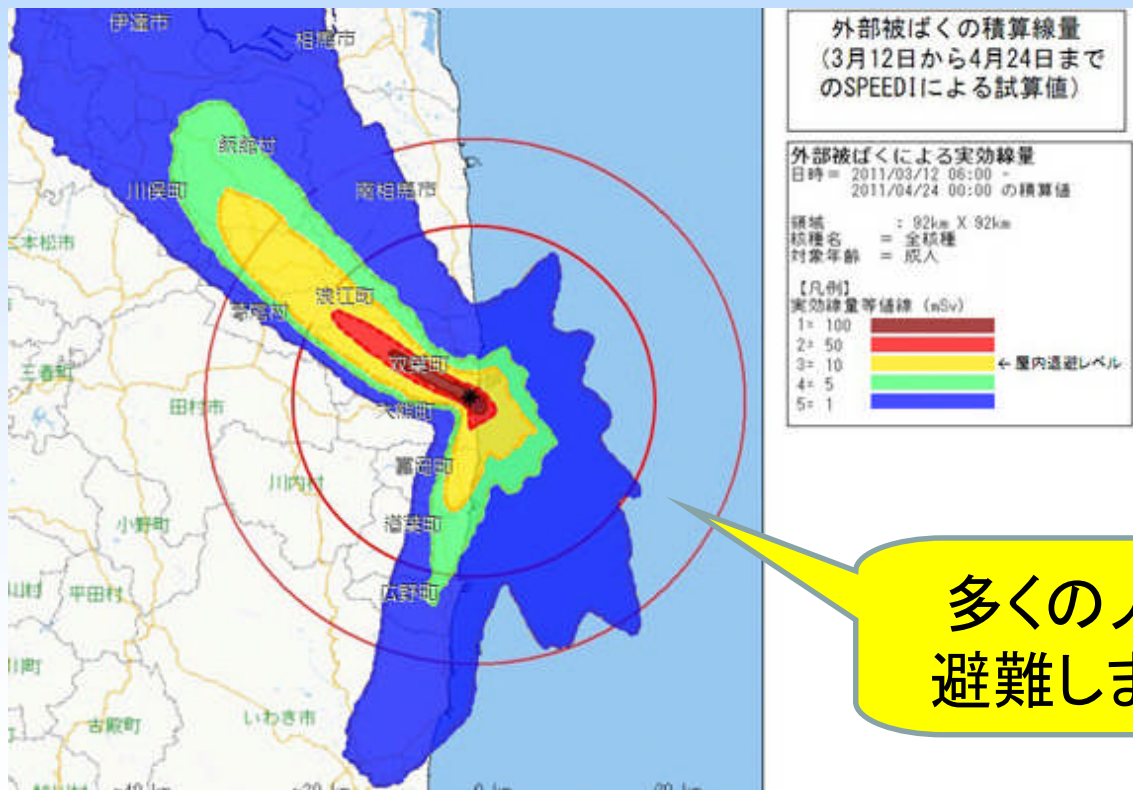 外部被ばくの積算線量
(3月12日から4月24日まで
のSPEEDIによる試算値)
外部被ばくによる実効線量
日時= 2011/03/12 06:00 -
2011/04/24 00:00 の積算値
領域 : 92km X 92km
核種名 = 全核種
対象年齢 = 成人
【凡例】
実効線量等値線 (mSv)
1= 100
2= 50
3= 10 ←屋内退避レベル
4= 5
5= 1
伊達市
相馬市
飯舘村
川俣町
南相馬市
二本松市
浪江町
葛尾村
双葉町
三春町
田村市
大熊町
富岡町
川内村
小野町
楢葉町
平田村
広野町
いわき市
古殿町
0 km
多くの人
避難しま